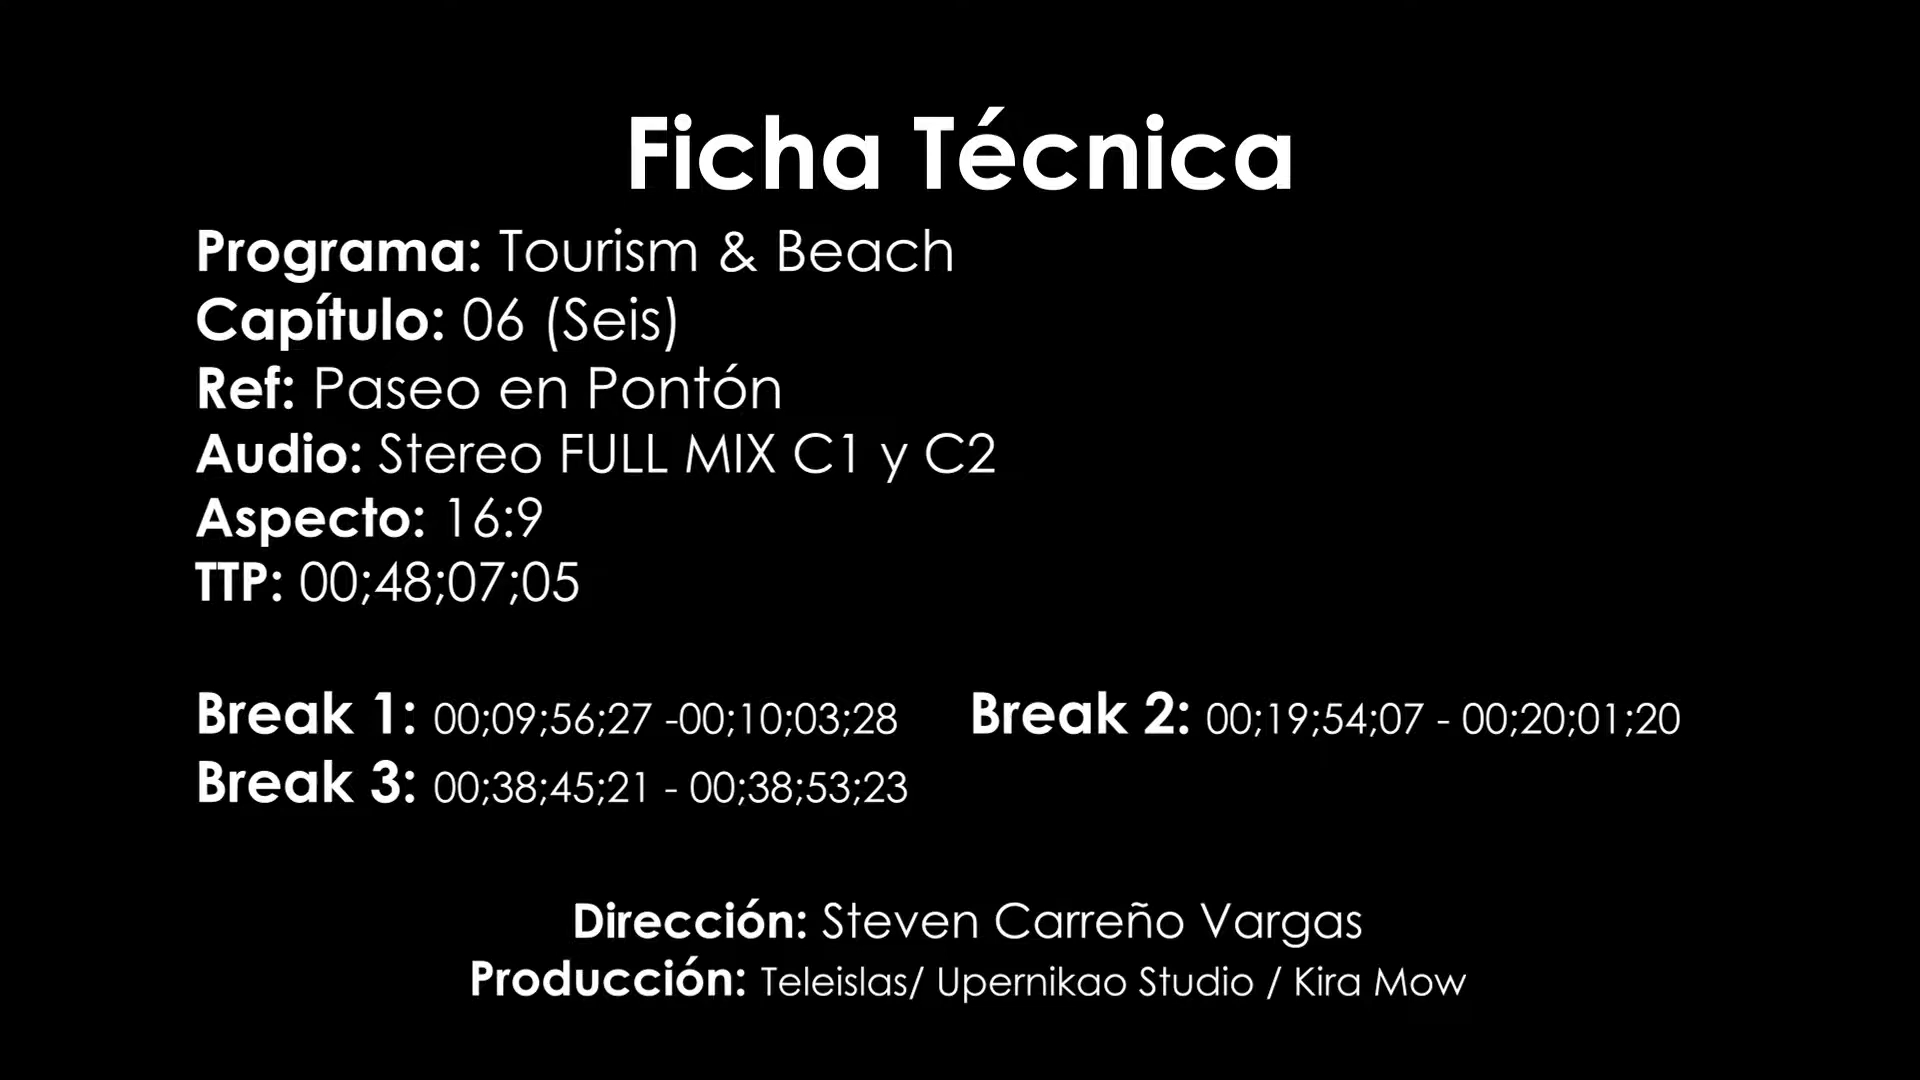 Ficha Técnica
Programa: Tourism & Beach
Capítulo: 06 (Seis)
Ref: Paseo en Pontón
Audio: Stereo FULL MIX C1 y C2
Aspecto: 16:9
TTP: 00;48;07;05
Break 1: 00;09;56;27 -00;10;03;28 Break 2: 00;19;54;07 - 00;20;01;20
Break 3: 00;38;45;21 - 00;38;53;23
Dirección: Steven Carreño Vargas
Producción: Teleislas/ Upernikao Studio / Kira Mow